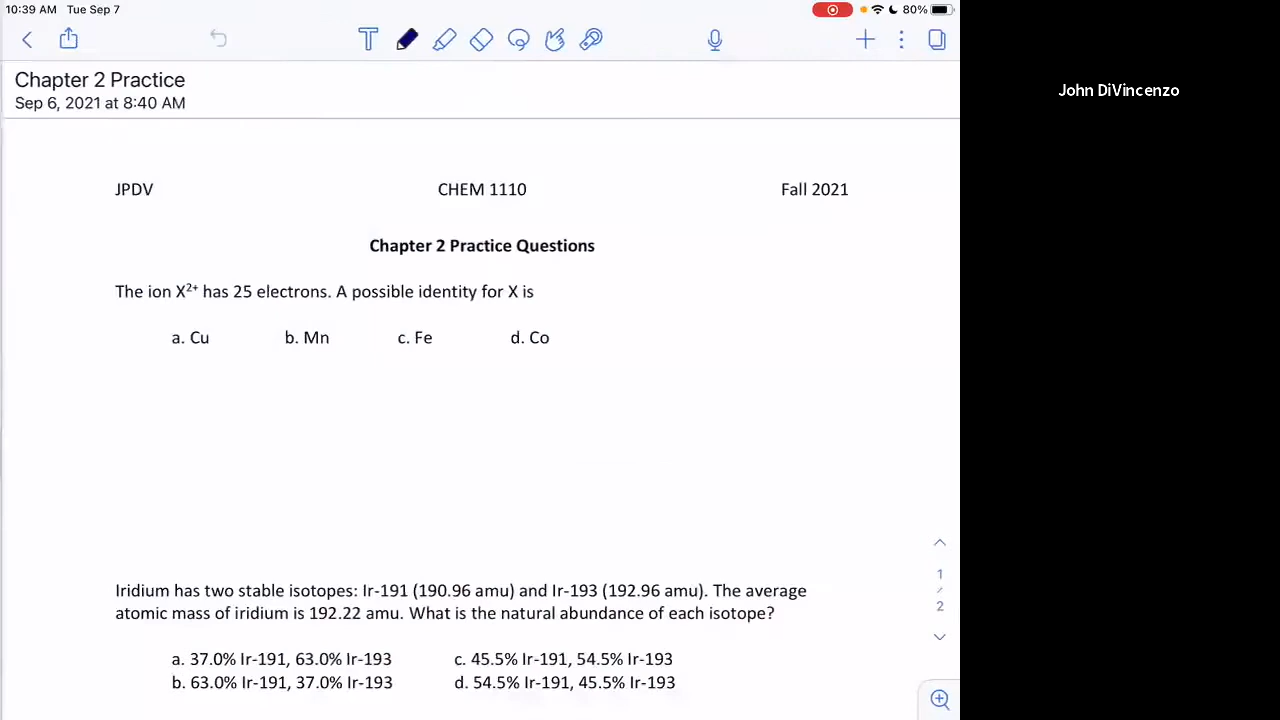 10:39 AM Tue Sep 7
80%
Chapter 2 Practice
Sep 6, 2021 at 8:40 AM
John DiVincenzo
JPDV CHEM 1110 Fall 2021
Chapter 2 Practice Questions
The ion X²⁺ has 25 electrons. A possible identity for X is
a. Cu b. Mn c. Fe d. Co
Iridium has two stable isotopes: Ir-191 (190.96 amu) and Ir-193 (192.96 amu). The average
atomic mass of iridium is 192.22 amu. What is the natural abundance of each isotope?
a. 37.0% Ir-191, 63.0% Ir-193 c. 45.5% Ir-191, 54.5% Ir-193
b. 63.0% Ir-191, 37.0% Ir-193 d. 54.5% Ir-191, 45.5% Ir-193
1
/
2